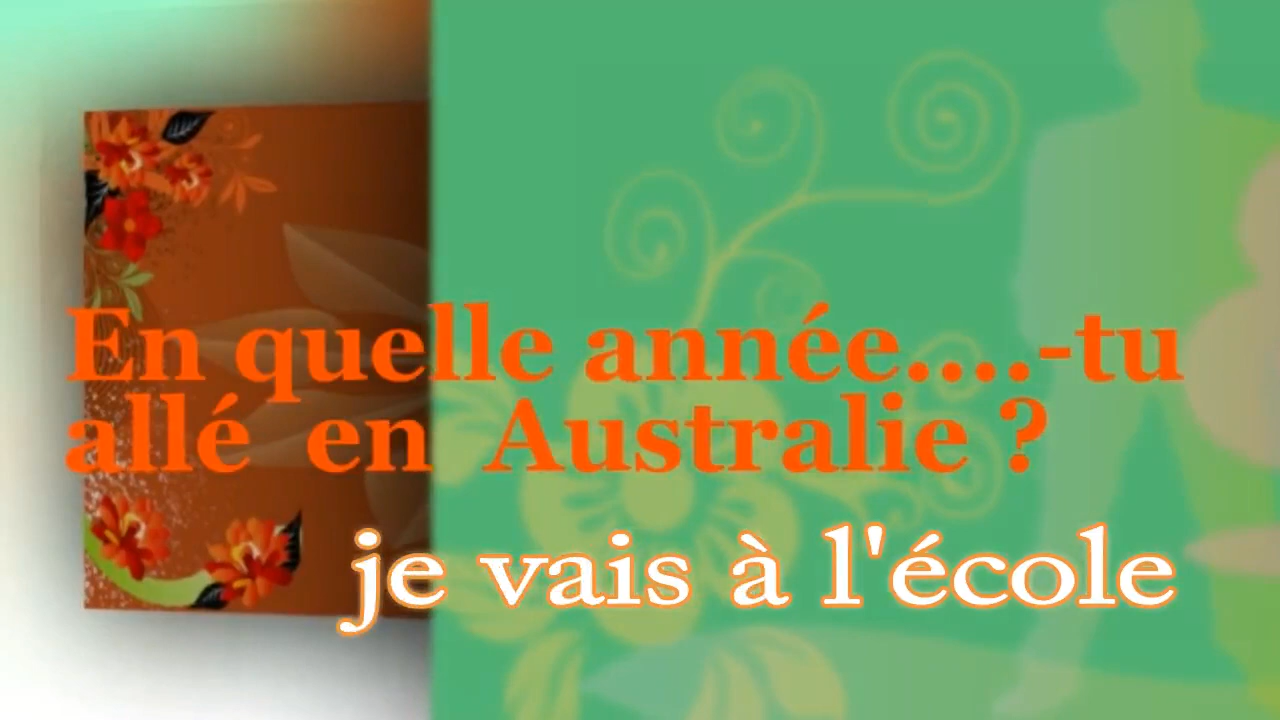 En quelle année....-tu
allé en Australie ?
je vais à l'école